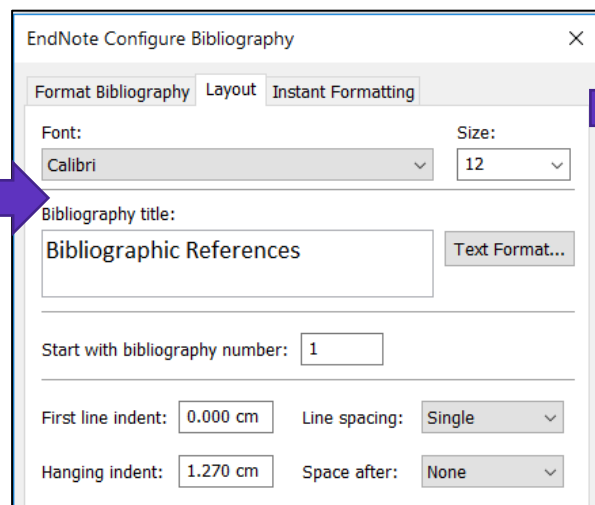 EndNote Configure Bibliography
Format Bibliography Layout Instant Formatting
Font: Size:
Calibri 12
Bibliography title:
Bibliographic References Text Format...
Start with bibliography number: 1
First line indent: 0.000 cm Line spacing: Single
Hanging indent: 1.270 cm Space after: None